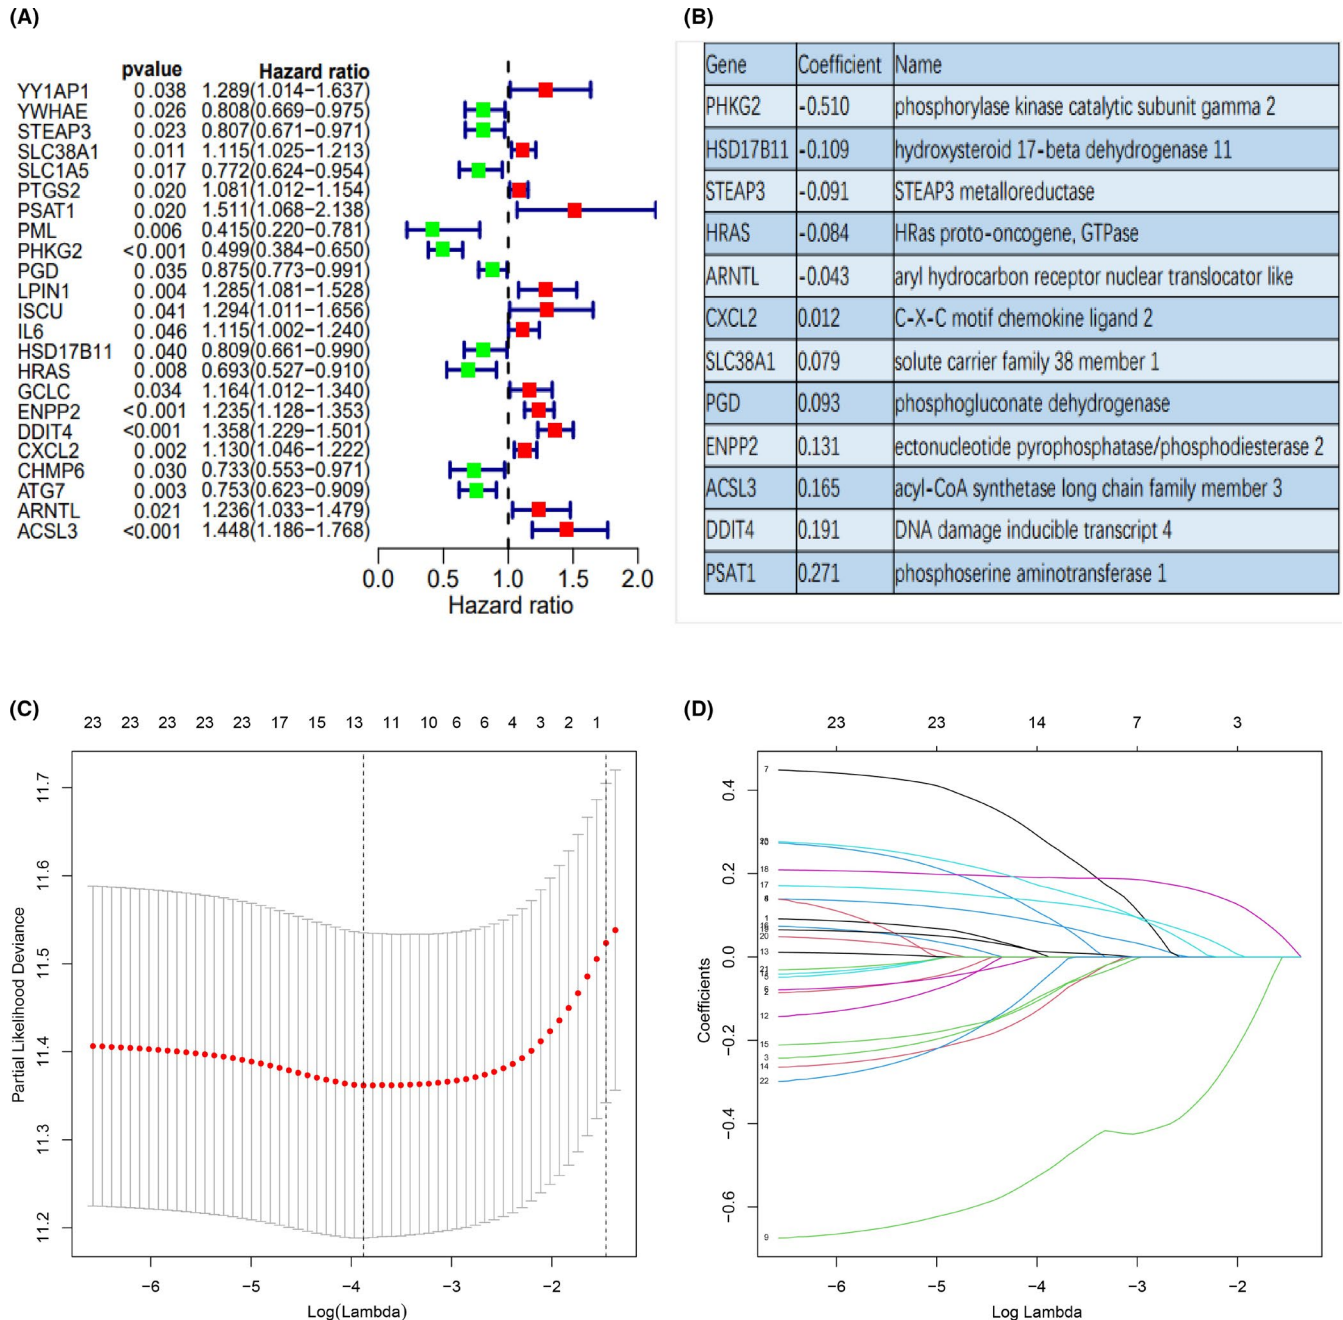 (A)
pvalue Hazard ratio
YY1AP1 0.038 1.289(1.014−1.637)
YWHAE 0.026 0.808(0.669−0.975)
STEAP3 0.023 0.807(0.671−0.971)
SLC38A1 0.011 1.115(1.025−1.213)
SLC1A5 0.017 0.772(0.624−0.954)
PTGS2 0.020 1.081(1.012−1.154)
PSAT1 0.020 1.511(1.068−2.138)
PML 0.006 0.415(0.220−0.781)
PHKG2 <0.001 0.499(0.384−0.650)
PGD 0.035 0.875(0.773−0.991)
LPIN1 0.004 1.285(1.081−1.528)
ISCU 0.041 1.294(1.011−1.656)
IL6 0.046 1.115(1.002−1.240)
HSD17B11 0.040 0.809(0.661−0.990)
HRAS 0.008 0.693(0.527−0.910)
GCLC 0.034 1.164(1.012−1.340)
ENPP2 <0.001 1.235(1.128−1.353)
DDIT4 <0.001 1.358(1.229−1.501)
CXCL2 0.002 1.130(1.046−1.222)
CHMP6 0.030 0.733(0.553−0.971)
ATG7 0.003 0.753(0.623−0.909)
ARNTL 0.021 1.236(1.033−1.479)
ACSL3 <0.001 1.448(1.186−1.768)
0.0 0.5 1.0 1.5 2.0
Hazard ratio
(B)
Gene Coefficient Name
PHKG2 -0.510 phosphorylase kinase catalytic subunit gamma 2
HSD17B11 -0.109 hydroxysteroid 17-beta dehydrogenase 11
STEAP3 -0.091 STEAP3 metalloreductase
HRAS -0.084 HRas proto-oncogene, GTPase
ARNTL -0.043 aryl hydrocarbon receptor nuclear translocator like
CXCL2 0.012 C-X-C motif chemokine ligand 2
SLC38A1 0.079 solute carrier family 38 member 1
PGD 0.093 phosphogluconate dehydrogenase
ENPP2 0.131 ectonucleotide pyrophosphatase/phosphodiesterase 2
ACSL3 0.165 acyl-CoA synthetase long chain family member 3
DDIT4 0.191 DNA damage inducible transcript 4
PSAT1 0.271 phosphoserine aminotransferase 1
(C)
23 23 23 23 23 17 15 13 11 10 6 6 4 3 2 1
11.7
11.6
11.5
11.4
11.3
11.2
Partial Likelihood Deviance
−6 −5 −4 −3 −2
Log(Lambda)
(D)
23 23 14 7 3
0.4
0.2
0.0
−0.2
−0.4
−0.6
Coefficients
7
18
17
1
20
13
12
15
3
14
22
9
−6 −5 −4 −3 −2
Log Lambda